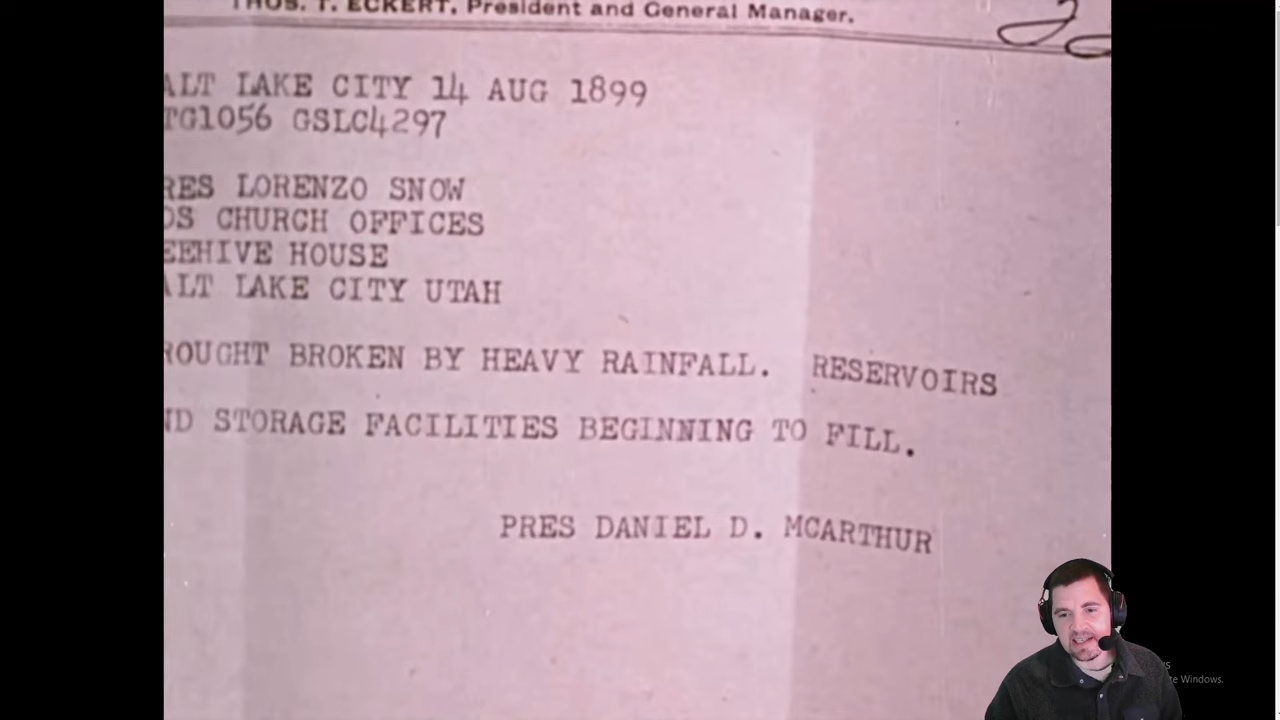 THOS. T. ECKERT, President and General Manager.
22
ALT LAKE CITY 14 AUG 1899
TG1056 GSLC4297
RES LORENZO SNOW
DS CHURCH OFFICES
EEHIVE HOUSE
ALT LAKE CITY UTAH
ROUGHT BROKEN BY HEAVY RAINFALL. RESERVOIRS
ND STORAGE FACILITIES BEGINNING TO FILL.
PRES DANIEL D. MCARTHUR
Windows.